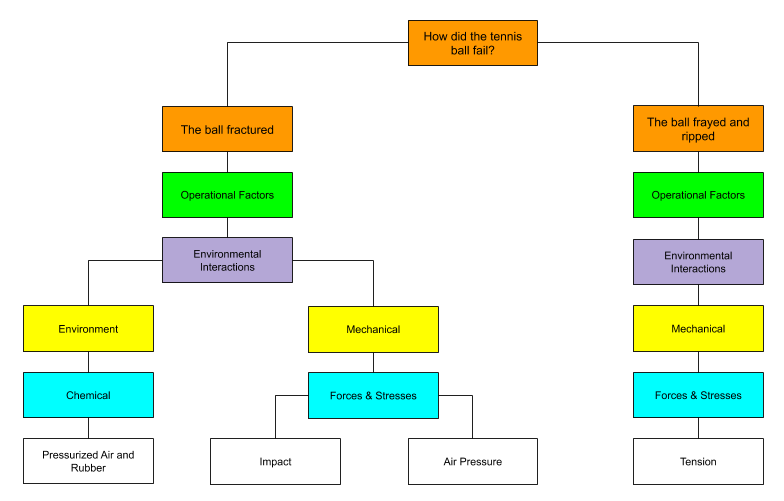 How did the tennis
ball fail?
The ball fractured
The ball frayed and
ripped
Operational Factors
Operational Factors
Environmental
Interactions
Environmental
Interactions
Environment
Mechanical
Mechanical
Chemical
Forces & Stresses
Forces & Stresses
Pressurized Air and
Rubber
Impact
Air Pressure
Tension